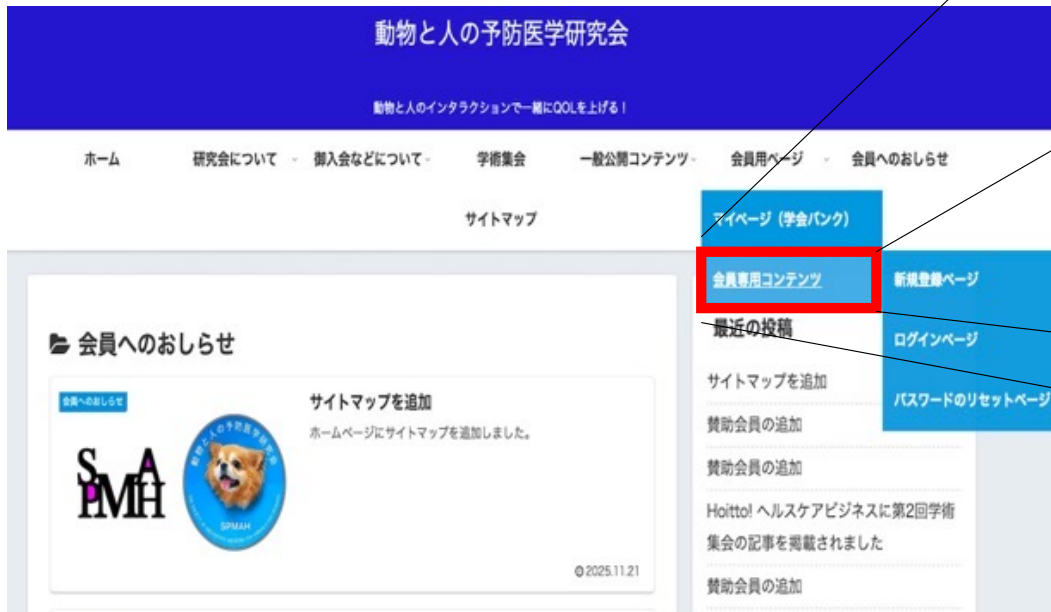 動物と人の予防医学研究会
動物と人のインタラクションで一緒にQOLを上げる！
ホーム 研究会について 御入会などについて 学術集会 一般公開コンテンツ 会員用ページ 会員へのおしらせ
サイトマップ
マイページ（学会バンク）
会員専用コンテンツ
新規登録ページ
ログインページ
パスワードのリセットページ
会員へのおしらせ
会員へのおしらせ
サイトマップを追加
ホームページにサイトマップを追加しました。
SPMAH
動物と人の予防医学研究会
SPMAH
2025.11.21
最近の投稿
サイトマップを追加
賛助会員の追加
賛助会員の追加
Hoitto! ヘルスケアビジネスに第2回学術
集会の記事を掲載されました
賛助会員の追加